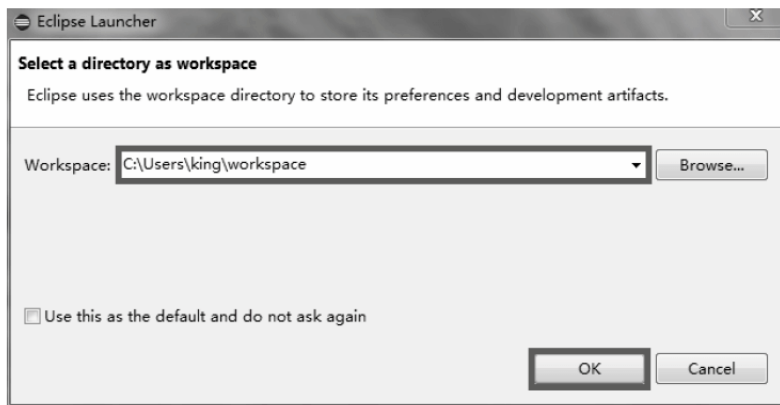 Eclipse Launcher
Select a directory as workspace
Eclipse uses the workspace directory to store its preferences and development artifacts.
Workspace: C:\Users\king\workspace Browse...
Use this as the default and do not ask again
OK Cancel